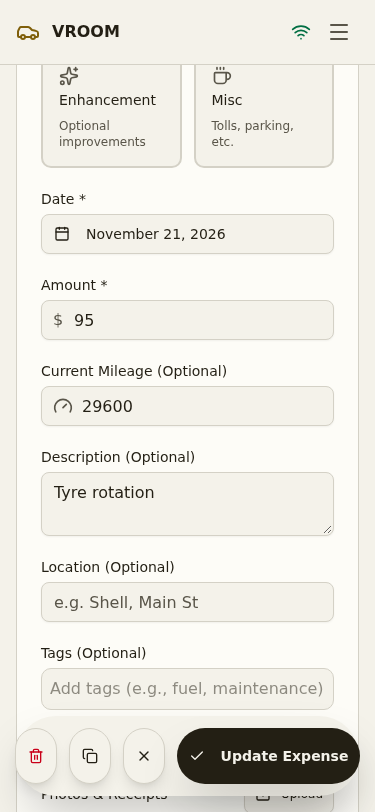 VROOM
Enhancement
Optional
improvements
Misc
Tolls, parking,
etc.
Date *
November 21, 2026
Amount *
$ 95
Current Mileage (Optional)
29600
Description (Optional)
Tyre rotation
Location (Optional)
e.g. Shell, Main St
Tags (Optional)
Add tags (e.g., fuel, maintenance)
Update Expense
Photos & Receipts
Upload